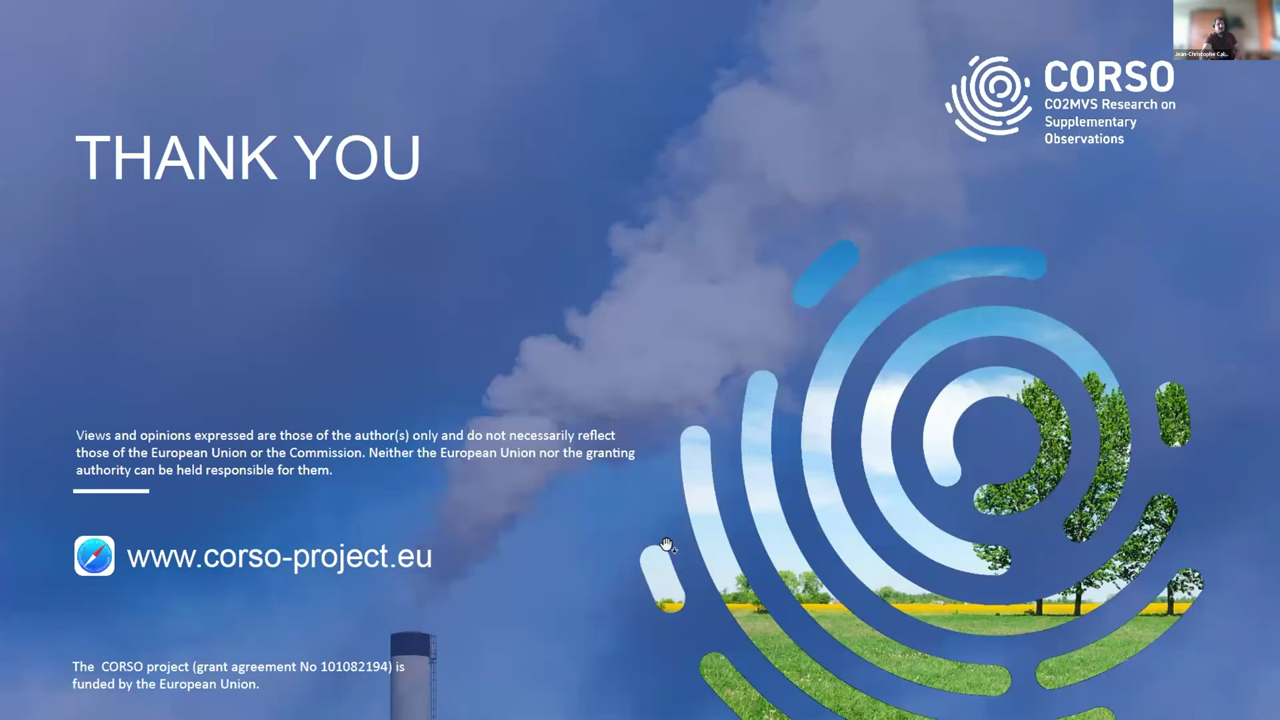 Jean-Christophe Cal...
CORSO
CO2MVS Research on
Supplementary
Observations
THANK YOU
Views and opinions expressed are those of the author(s) only and do not necessarily reflect
those of the European Union or the Commission. Neither the European Union nor the granting
authority can be held responsible for them.
www.corso-project.eu
The CORSO project (grant agreement No 101082194) is
funded by the European Union.